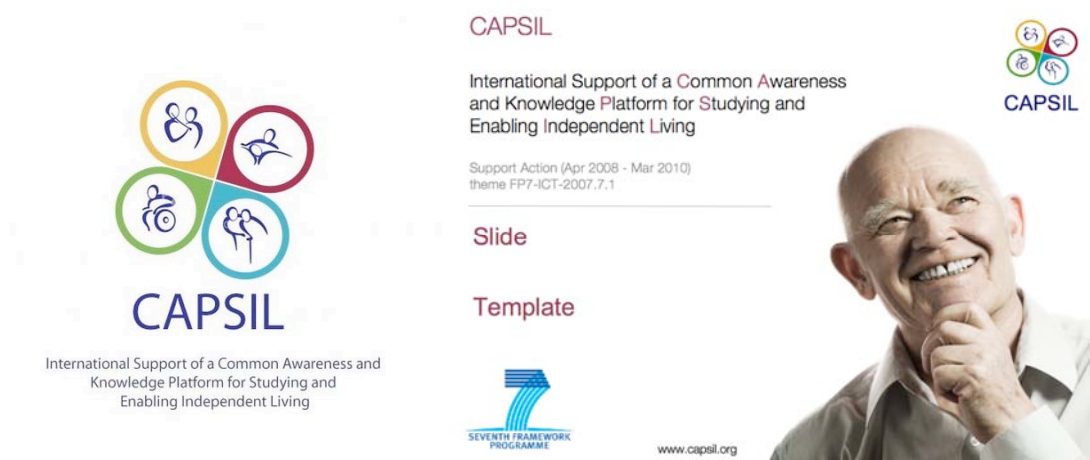 CAPSIL
International Support of a Common Awareness and
Knowledge Platform for Studying and
Enabling Independent Living
CAPSIL
International Support of a Common Awareness
and Knowledge Platform for Studying and
Enabling Independent Living
Support Action (Apr 2008 - Mar 2010)
theme FP7-ICT-2007.7.1
Slide
Template
7
SEVENTH FRAMEWORK
PROGRAMME
www.capsil.org
CAPSIL